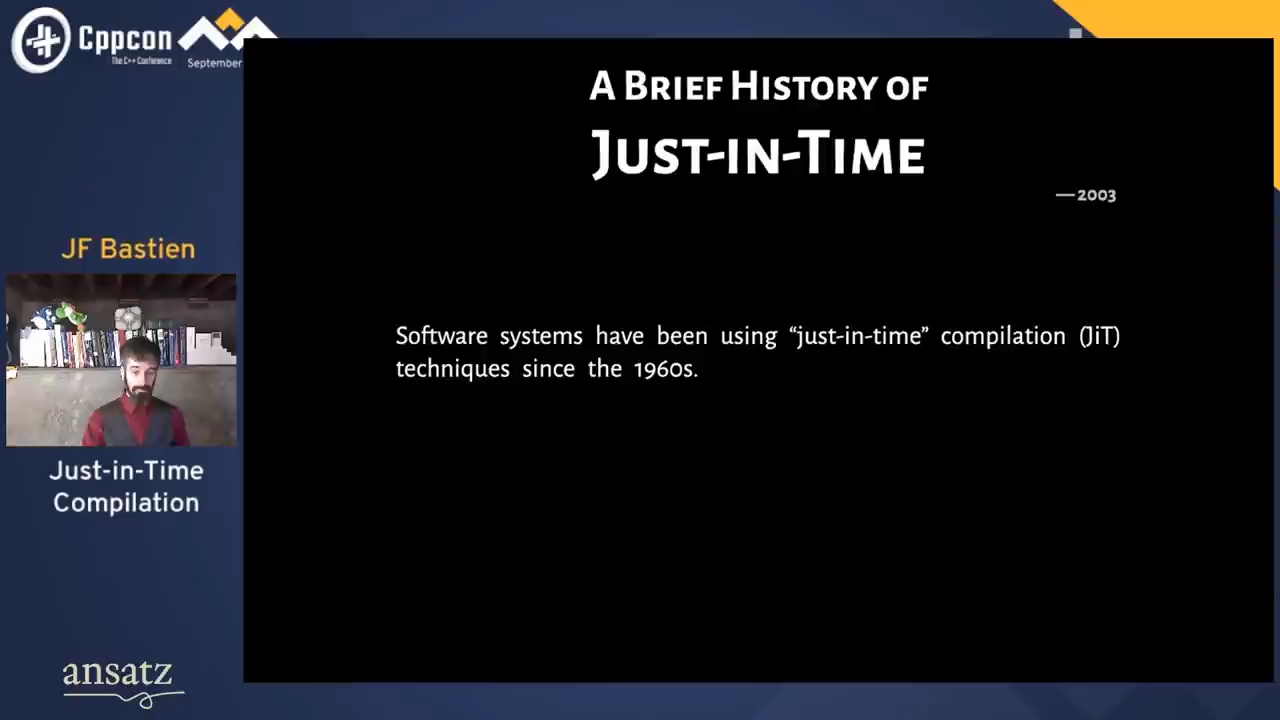 Cppcon
The C++ Conference
September
A Brief History of
Just-in-Time
—2003
JF Bastien
Software systems have been using “just-in-time” compilation (JiT)
techniques since the 1960s.
Just-in-Time
Compilation
ansatz